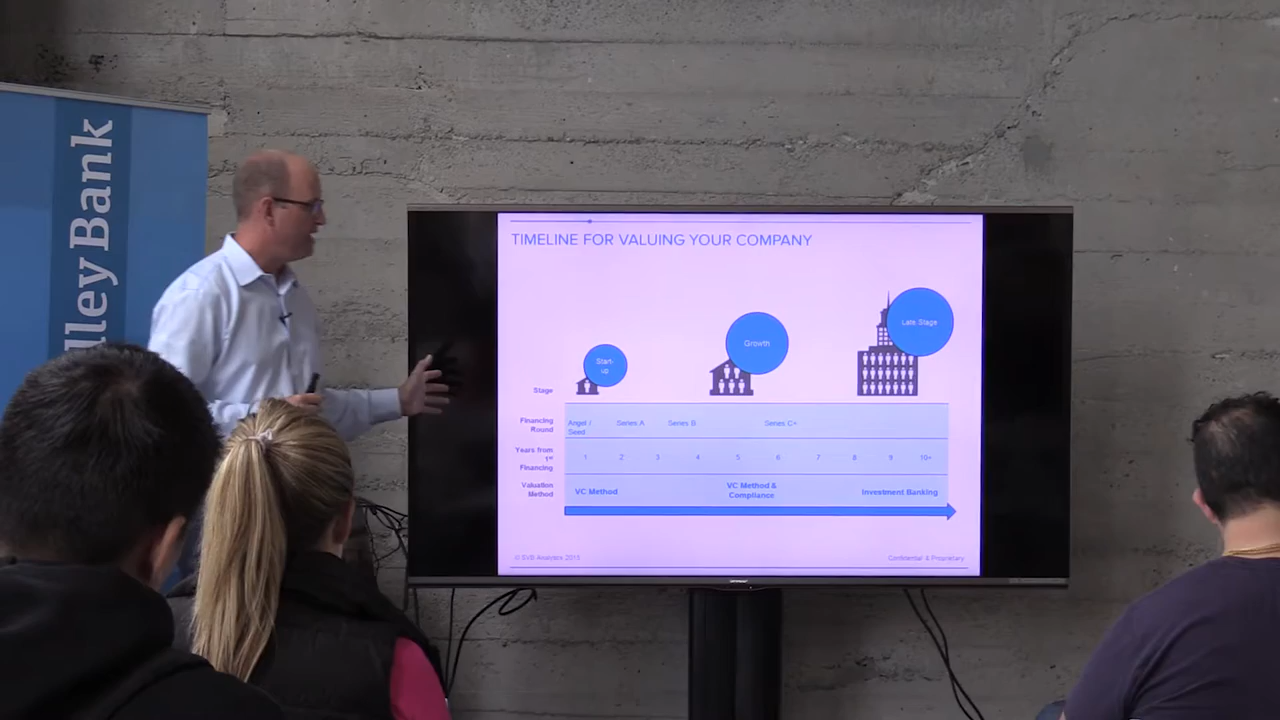 lley Bank
TIMELINE FOR VALUING YOUR COMPANY
Start-
up
Growth
Late Stage
Stage
Financing
Round
Angel /
Seed
Series A
Series B
Series C+
Years from
1st
Financing
1 2 3 4 5 6 7 8 9 10+
Valuation
Method
VC Method
VC Method &
Compliance
Investment Banking
© SVB Analytics 2015
Confidential & Proprietary